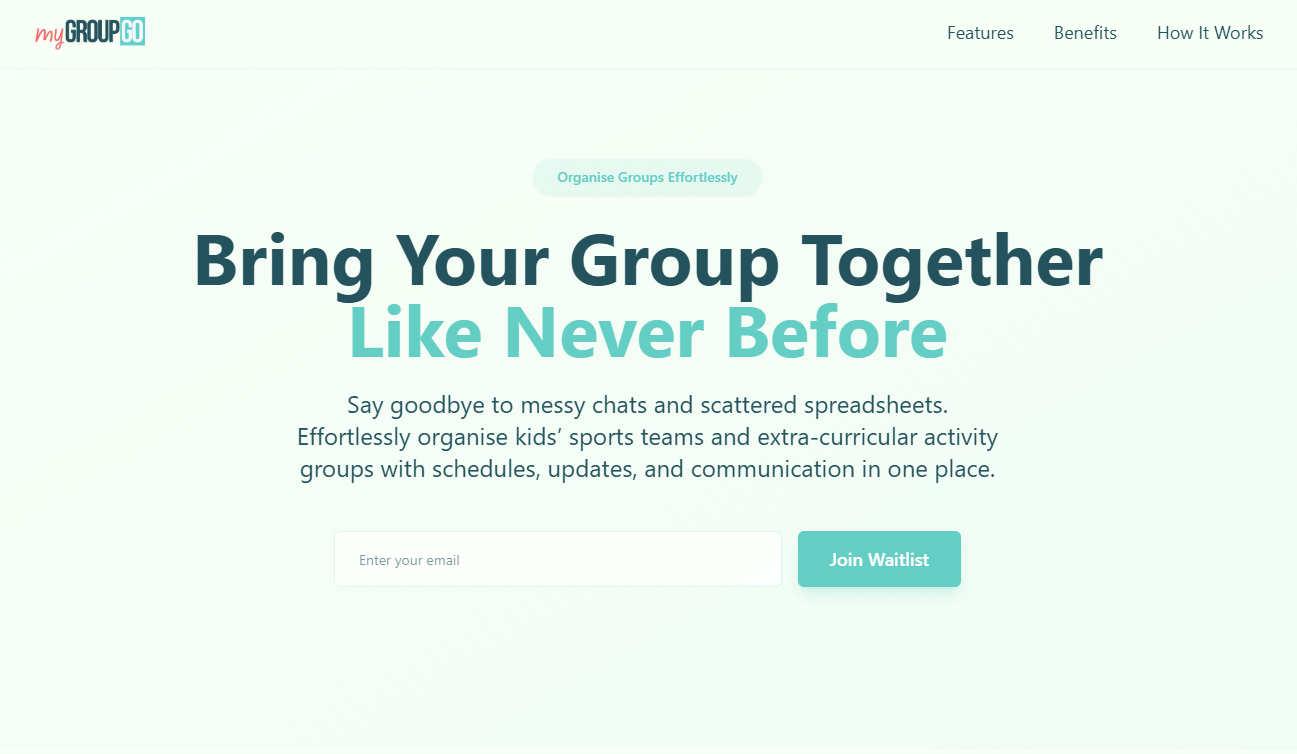 myGROUPGO
Features
Benefits
How It Works
Organise Groups Effortlessly
Bring Your Group Together
Like Never Before
Say goodbye to messy chats and scattered spreadsheets.
Effortlessly organise kids’ sports teams and extra-curricular activity
groups with schedules, updates, and communication in one place.
Enter your email
Join Waitlist